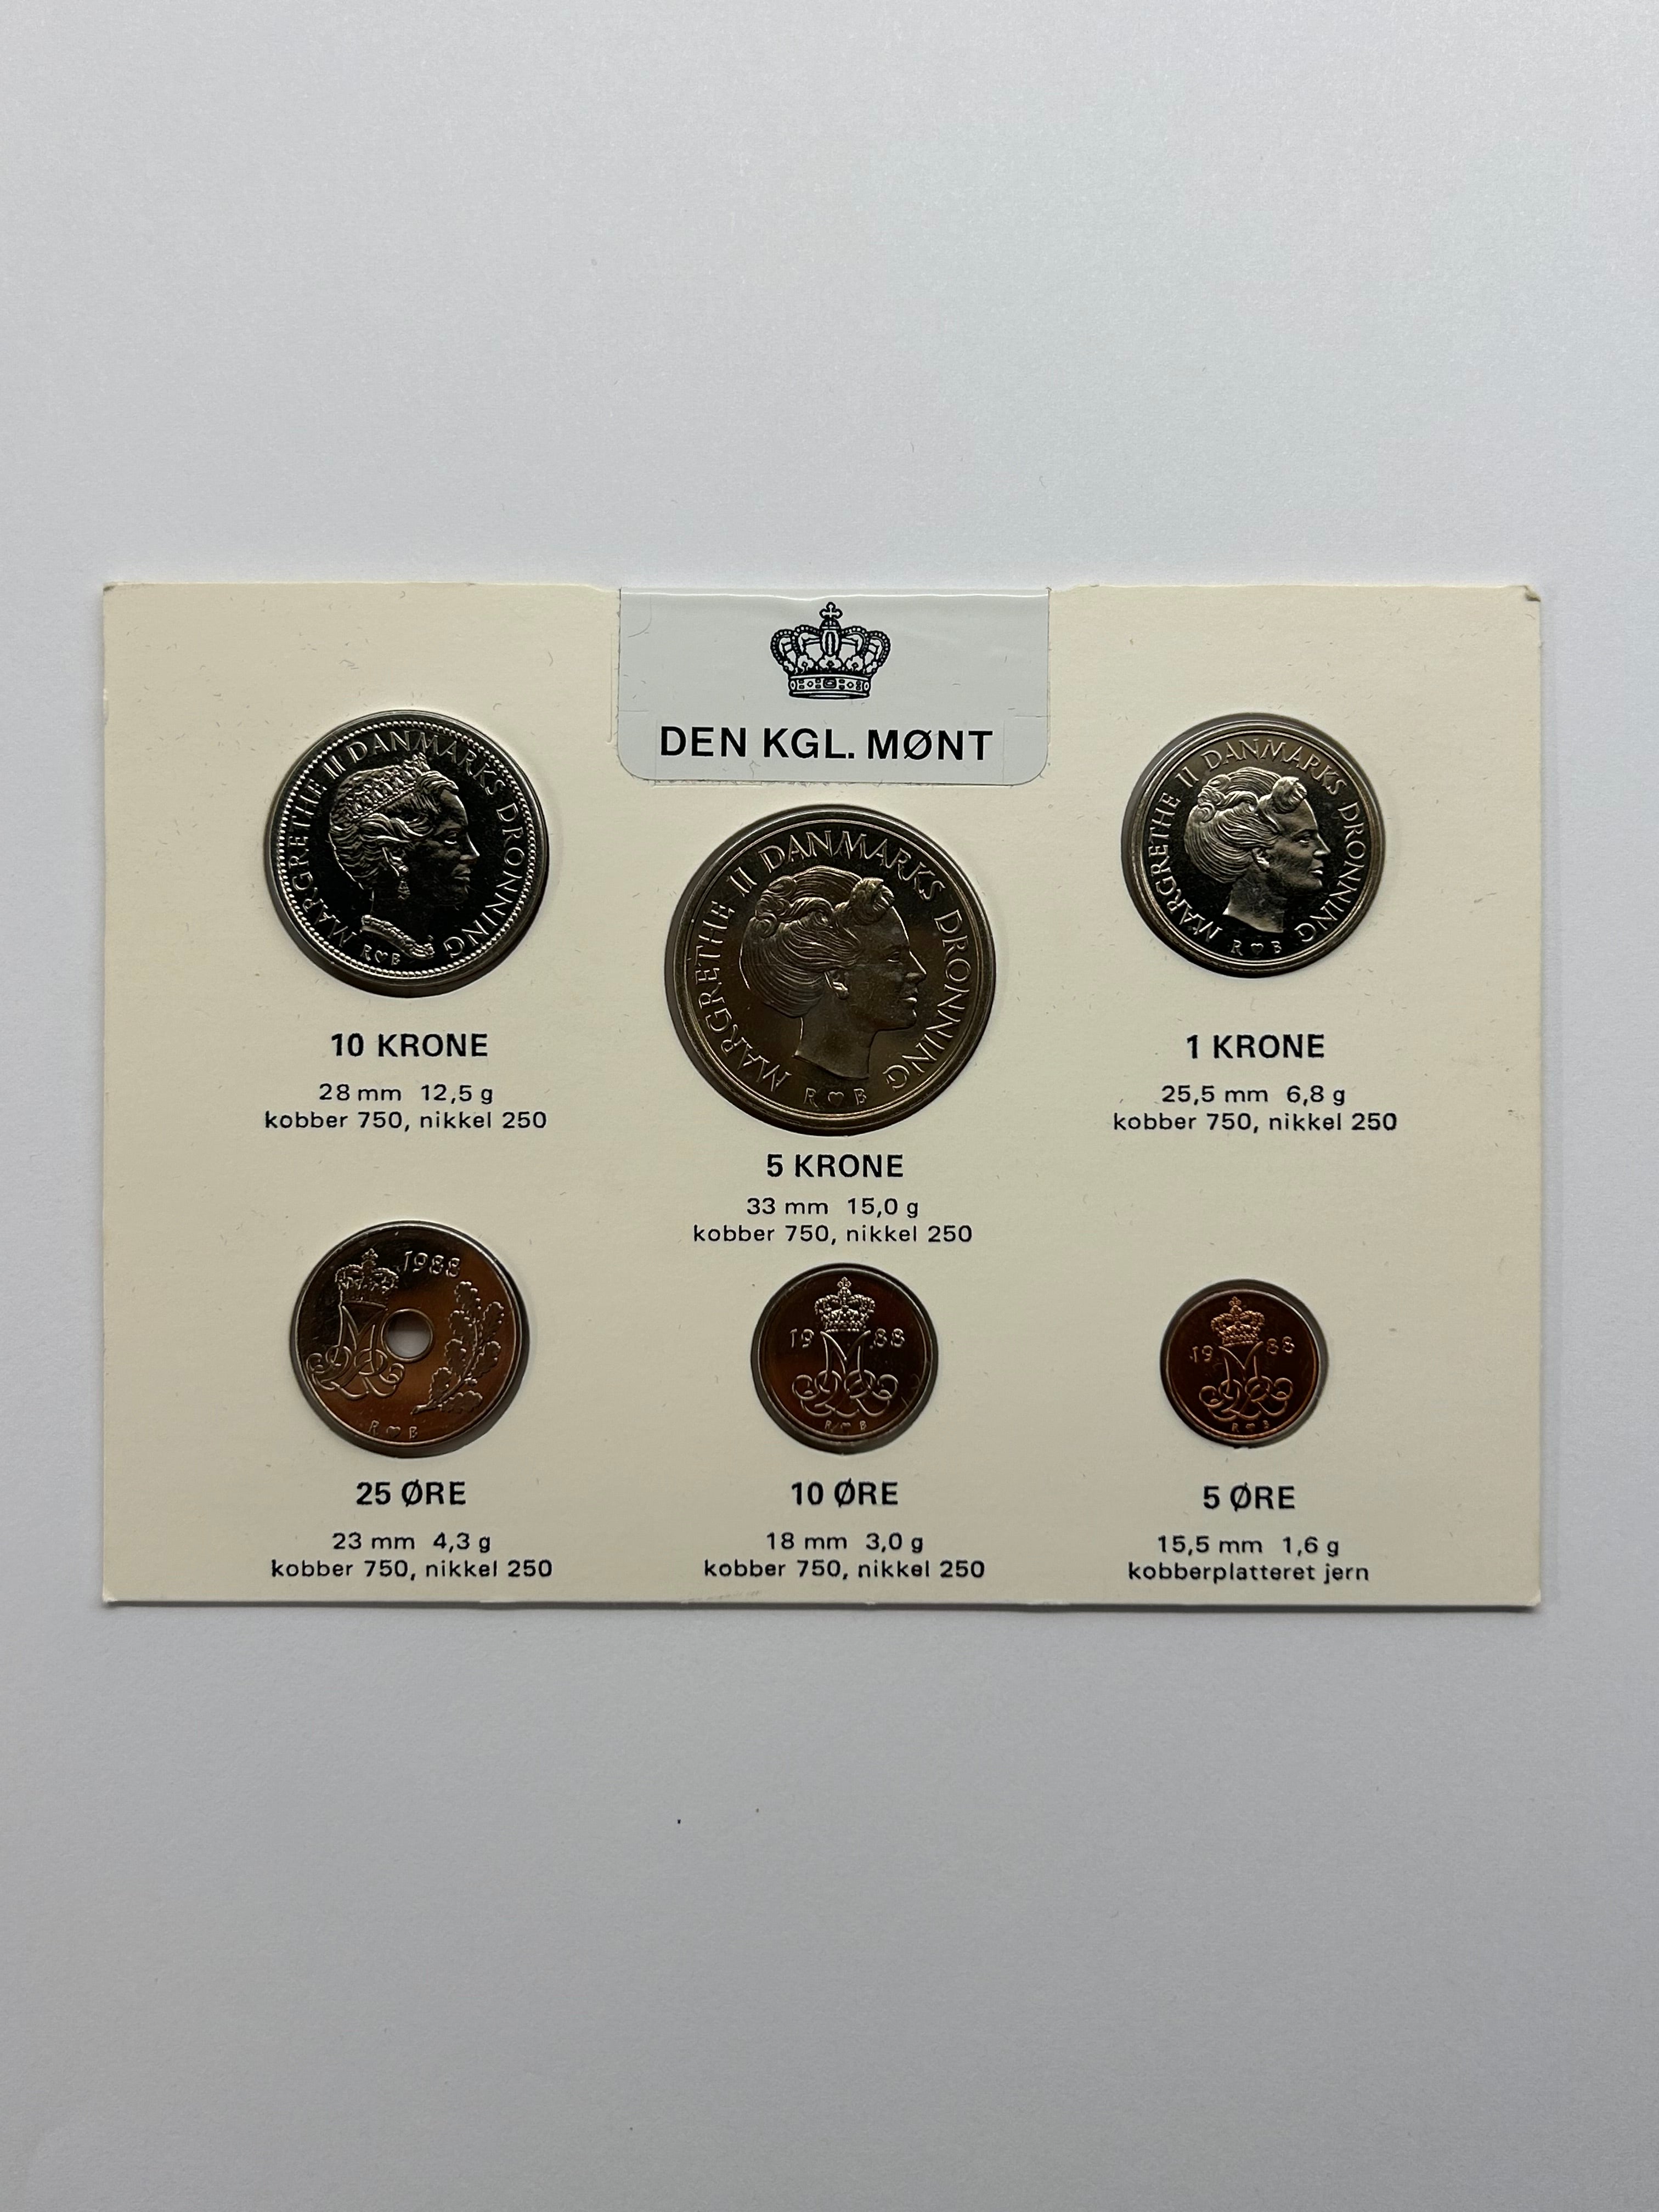 DEN KGL. MØNT
MARGRETHE II DANMARKS DRONNING
R ♡ B
10 KRONE
28 mm 12,5 g
kobber 750, nikkel 250
MARGRETHE II DANMARKS DRONNING
R ♡ B
5 KRONE
33 mm 15,0 g
kobber 750, nikkel 250
MARGRETHE II DANMARKS DRONNING
R ♡ B
1 KRONE
25,5 mm 6,8 g
kobber 750, nikkel 250
1988
R ♡ B
25 ØRE
23 mm 4,3 g
kobber 750, nikkel 250
1988
R ♡ B
10 ØRE
18 mm 3,0 g
kobber 750, nikkel 250
1988
R ♡ B
5 ØRE
15,5 mm 1,6 g
kobberplatteret jern